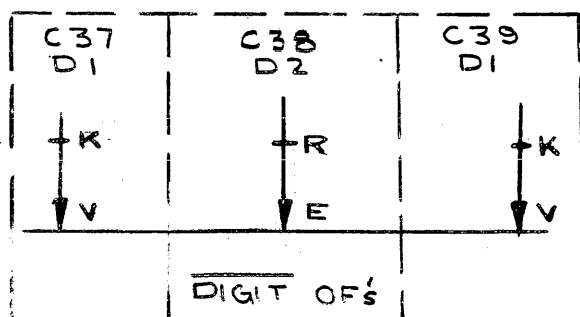 C37 C38 C39
D1 D2 D1
K R K
V E V
DIGIT OF's